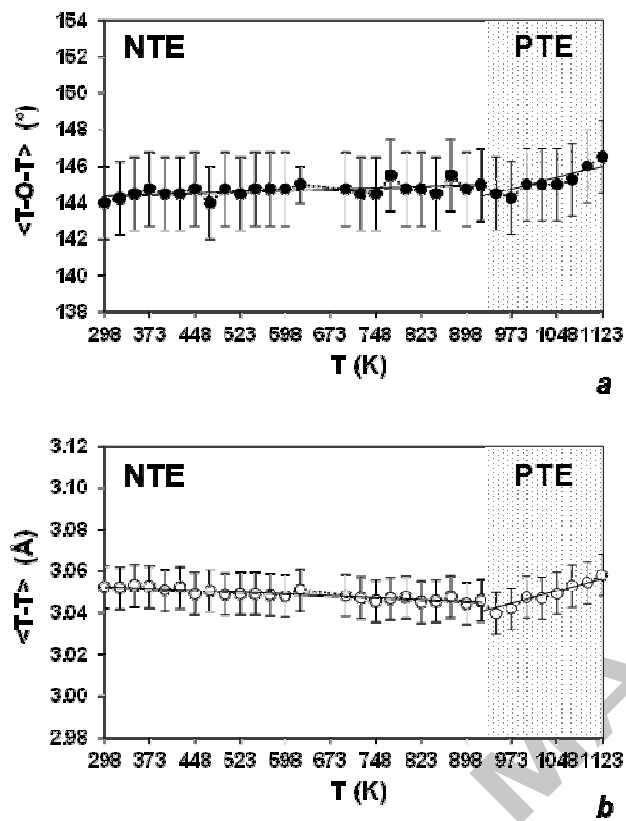 154
152
150
148
146
144
142
140
138
<T-O-T> (°)
NTE
PTE
298 373 448 523 598 673 748 823 898 973 1048 1123
T (K)
a
3.12
3.10
3.08
3.06
3.04
3.02
3.00
2.98
<T-T> (Å)
NTE
PTE
298 373 448 523 598 673 748 823 898 973 1048 1123
T (K)
b
MA